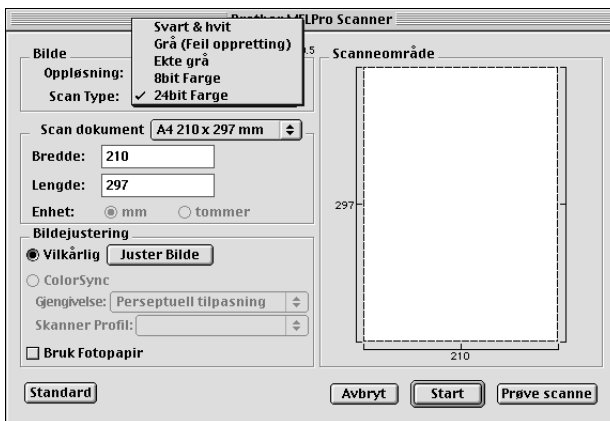 Pro Scanner
Svart & hvit
Grå (Feil oppretting)
Ekte grå
8bit Farge
✓ 24bit Farge
Bilde
Oppløsning:
Scan Type:
Scan dokument A4 210 x 297 mm
Bredde: 210
Lengde: 297
Enhet: mm tommer
Bildejustering
Vilkårlig Juster Bilde
ColorSync
Gjengivelse: Perseptuell tilpasning
Skanner Profil:
Bruk Fotopapir
Standard
Scanneområde
297
210
Avbryt Start Prøve scanne